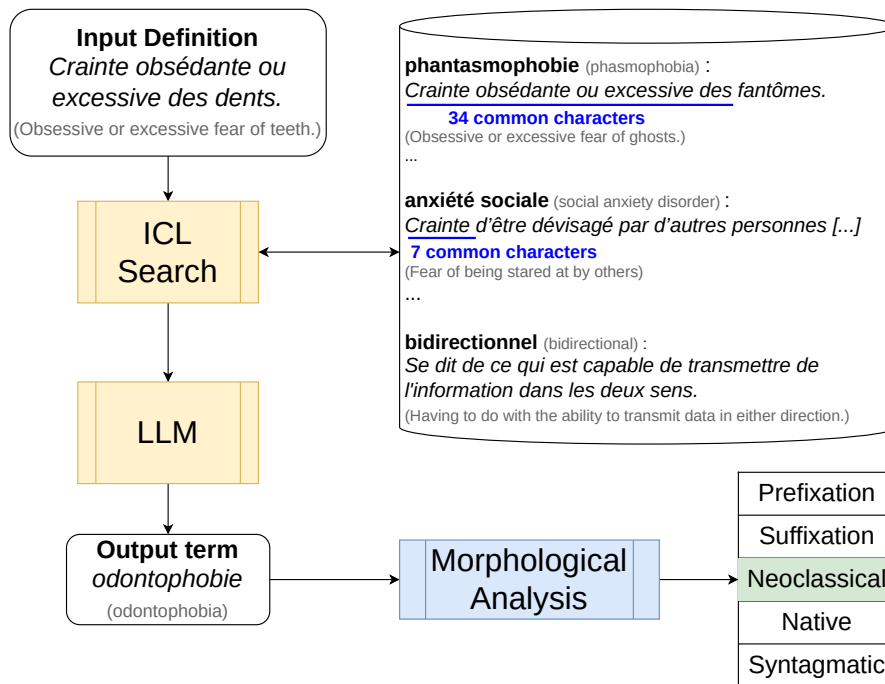 Input Definition
Crainte obsédante ou
excessive des dents.
(Obsessive or excessive fear of teeth.)
ICL
Search
LLM
Output term
odontophobie
(odontophobia)
phantasmophobie (phasmophobia) :
Crainte obsédante ou excessive des fantômes.
34 common characters
(Obsessive or excessive fear of ghosts.)
...
anxiété sociale (social anxiety disorder) :
Crainte d'être dévisagé par d'autres personnes [...]
7 common characters
(Fear of being stared at by others)
...
bidirectionnel (bidirectional) :
Se dit de ce qui est capable de transmettre de
l'information dans les deux sens.
(Having to do with the ability to transmit data in either direction.)
Morphological
Analysis
Prefixation
Suffixation
Neoclassical
Native
Syntagmatic